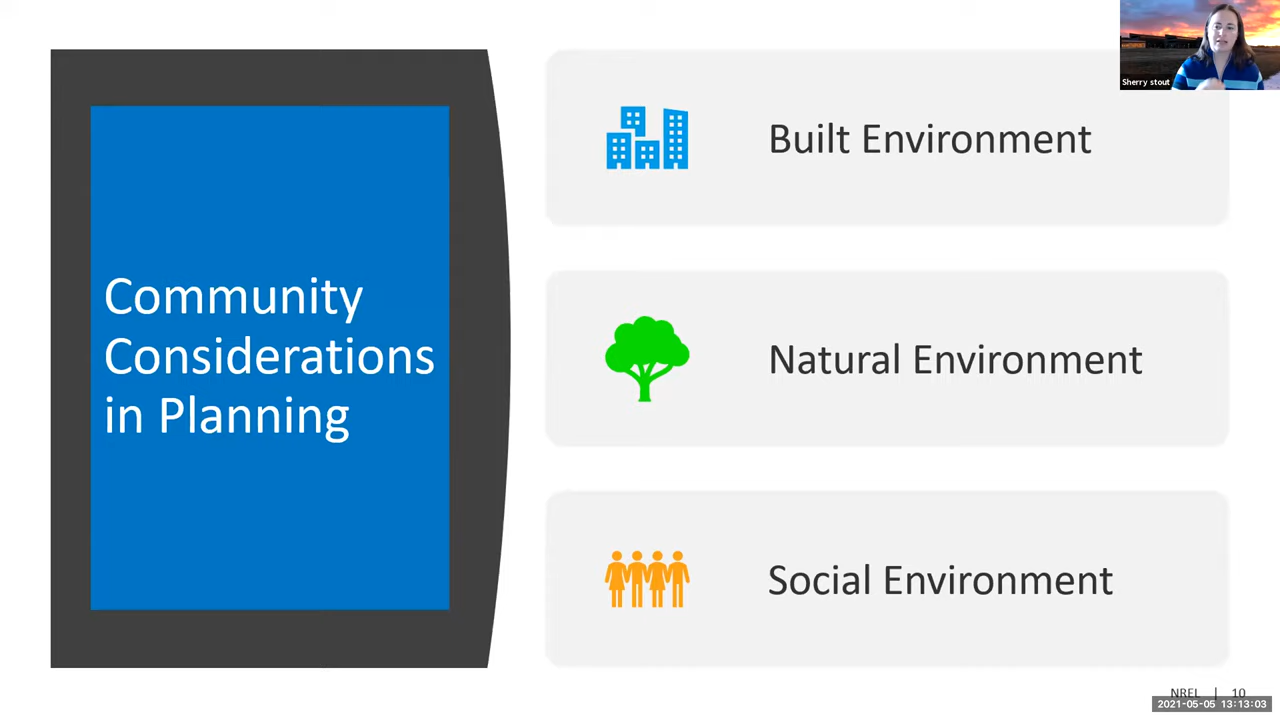 Community
Considerations
in Planning
Built Environment
Natural Environment
Social Environment
Sherry stout
NREL | 10
2021-05-05 13:13:03